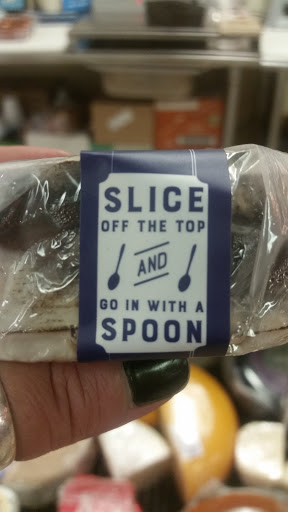 SLICE
OFF THE TOP
AND
GO IN WITH A
SPOON